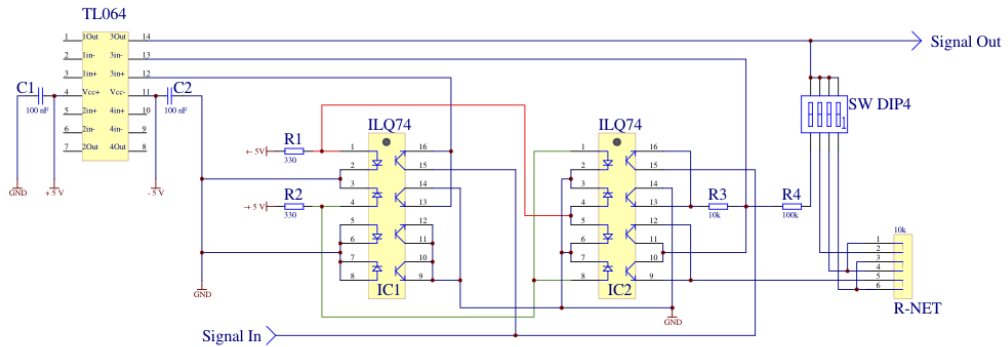 TL064
1 1Out 3Out 14
2 1in- 3in- 13
3 1in+ 3in+ 12
4 Vcc+ Vcc- 11
5 2in+ 4in+ 10
6 2in- 4in- 9
7 2Out 4Out 8
C1
100 nF
C2
100 nF
GND
+ 5 V
- 5 V
Signal Out
SW DIP4
1
ILQ74
1 16
2 15
3 14
4 13
5 12
6 11
7 10
8 9
IC1
ILQ74
1 16
2 15
3 14
4 13
5 12
6 11
7 10
8 9
IC2
← 5V
R1
330
→ 5 V
R2
330
R3
10k
R4
100k
10k
1
2
3
4
5
6
R-NET
GND
GND
Signal In